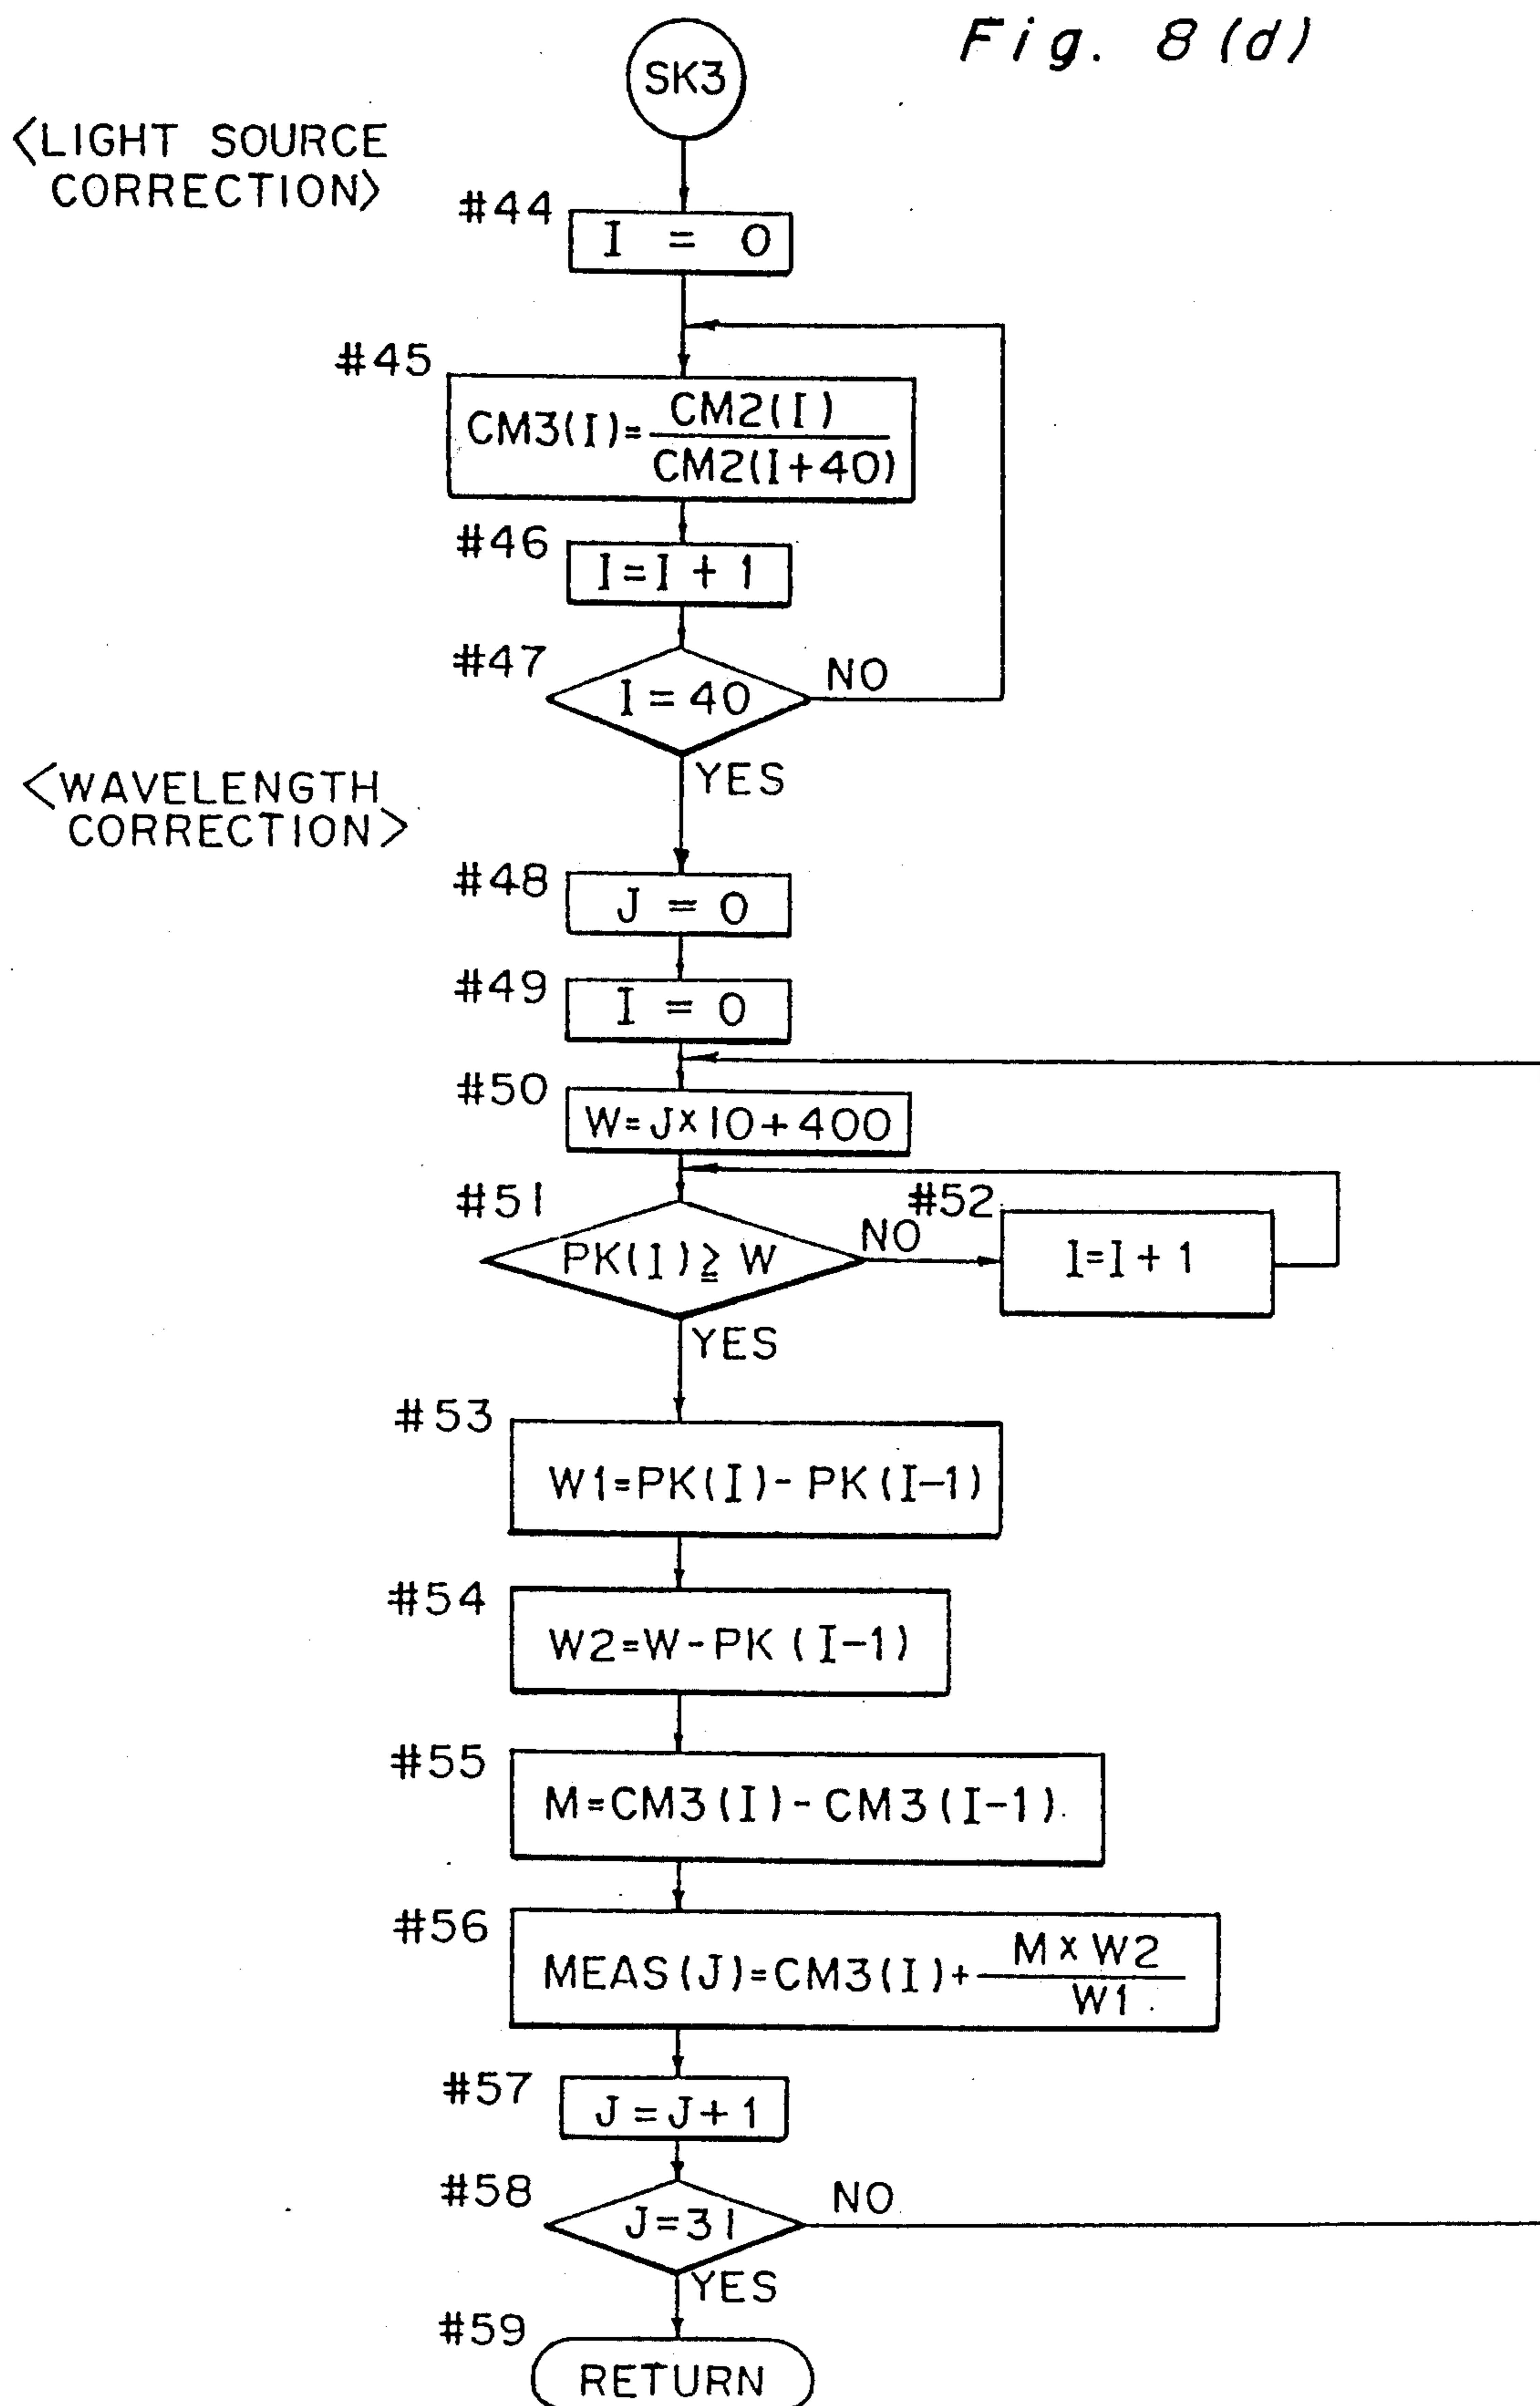 Fig. 8(d)
SK3
<LIGHT SOURCE
CORRECTION>
#44
I = 0
#45
CM3(I)=CM2(I)/CM2(I+40)
#46
I=I+1
#47
I=40
NO
YES
<WAVELENGTH
CORRECTION>
#48
J = 0
#49
I = 0
#50
W=J×10+400
#51
PK(I)≧W
NO
#52
I=I+1
YES
#53
W1=PK(I)-PK(I-1)
#54
W2=W-PK(I-1)
#55
M=CM3(I)-CM3(I-1).
#56
MEAS(J)=CM3(I)+M×W2/W1.
#57
J=J+1
#58
J=31
NO
YES
#59
RETURN